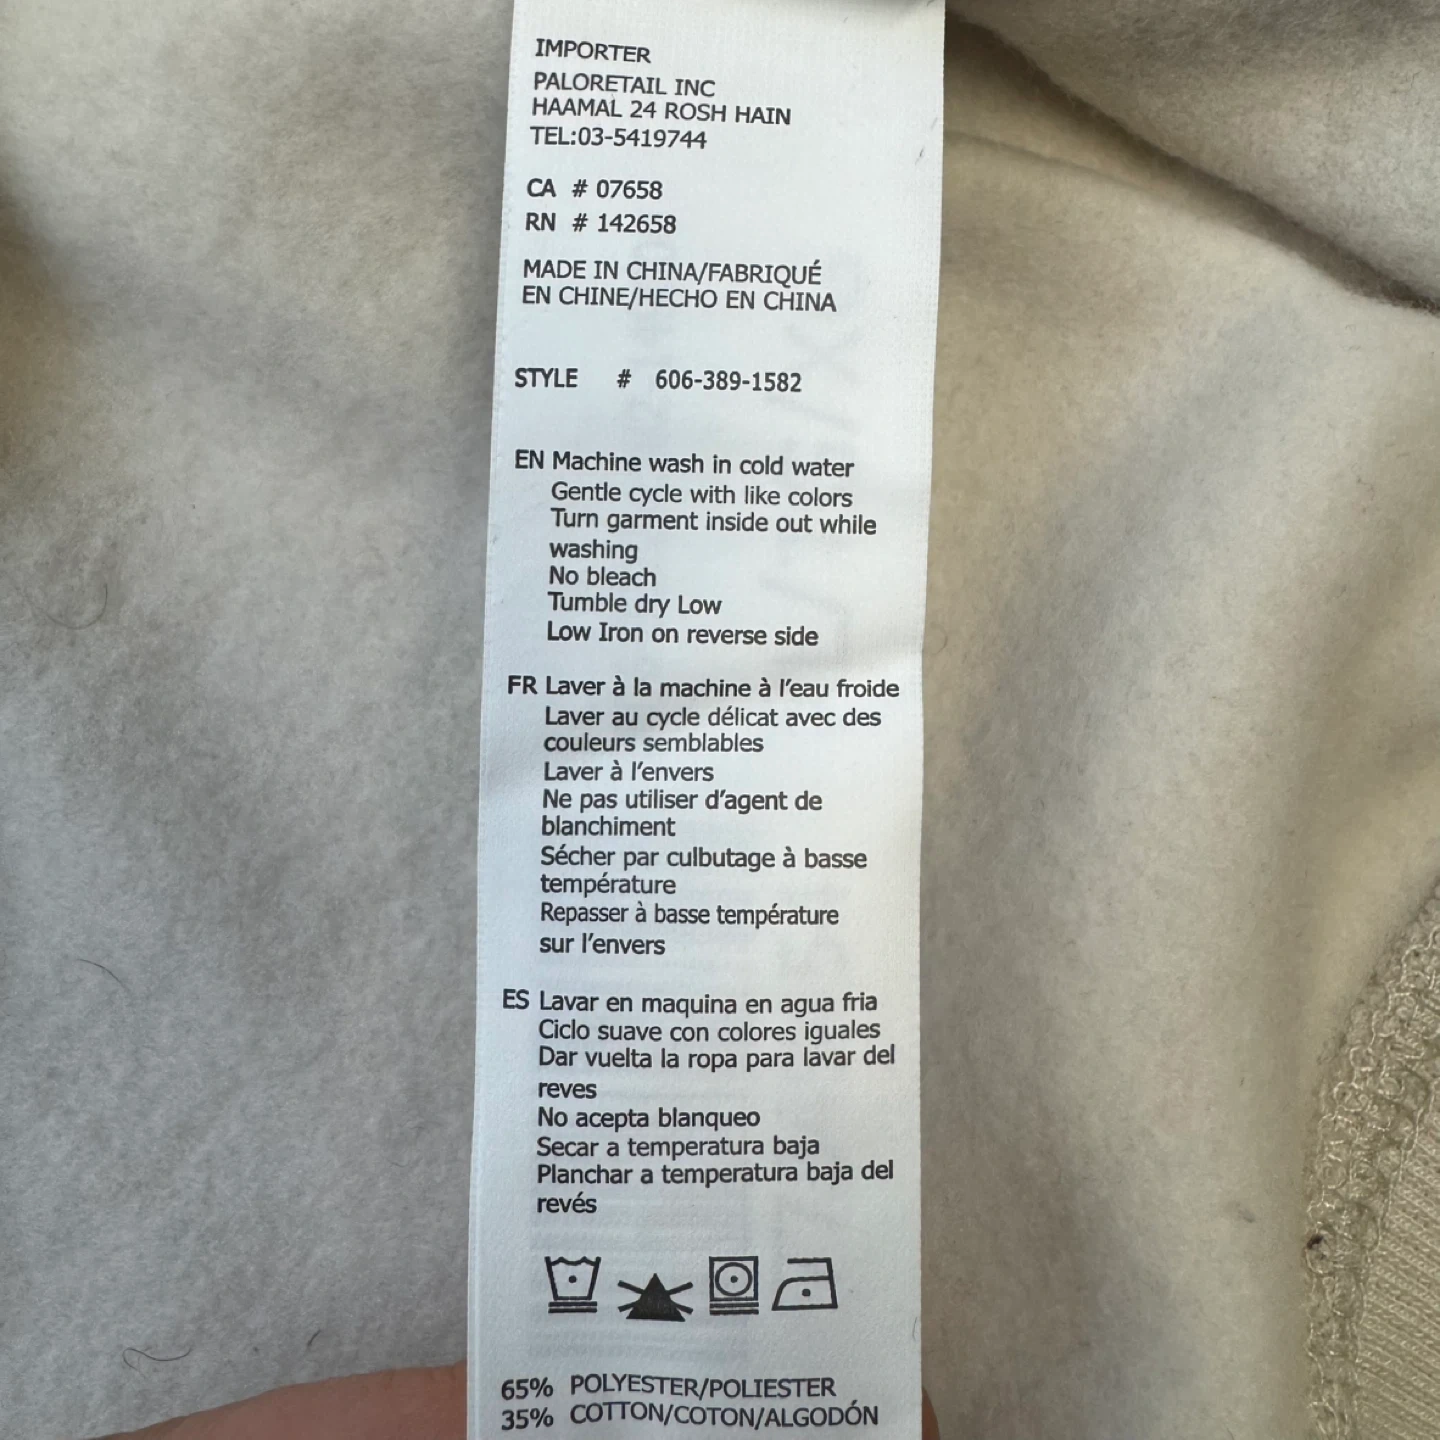 IMPORTER
PALORETAIL INC
HAAMAL 24 ROSH HAIN
TEL:03-5419744
CA # 07658
RN # 142658
MADE IN CHINA/FABRIQUÉ
EN CHINE/HECHO EN CHINA
STYLE # 606-389-1582
EN Machine wash in cold water
Gentle cycle with like colors
Turn garment inside out while
washing
No bleach
Tumble dry Low
Low Iron on reverse side
FR Laver à la machine à l'eau froide
Laver au cycle délicat avec des
couleurs semblables
Laver à l'envers
Ne pas utiliser d'agent de
blanchiment
Sécher par culbutage à basse
température
Repasser à basse température
sur l'envers
ES Lavar en maquina en agua fria
Ciclo suave con colores iguales
Dar vuelta la ropa para lavar del
reves
No acepta blanqueo
Secar a temperatura baja
Planchar a temperatura baja del
revés
65% POLYESTER/POLIESTER
35% COTTON/COTON/ALGODÓN